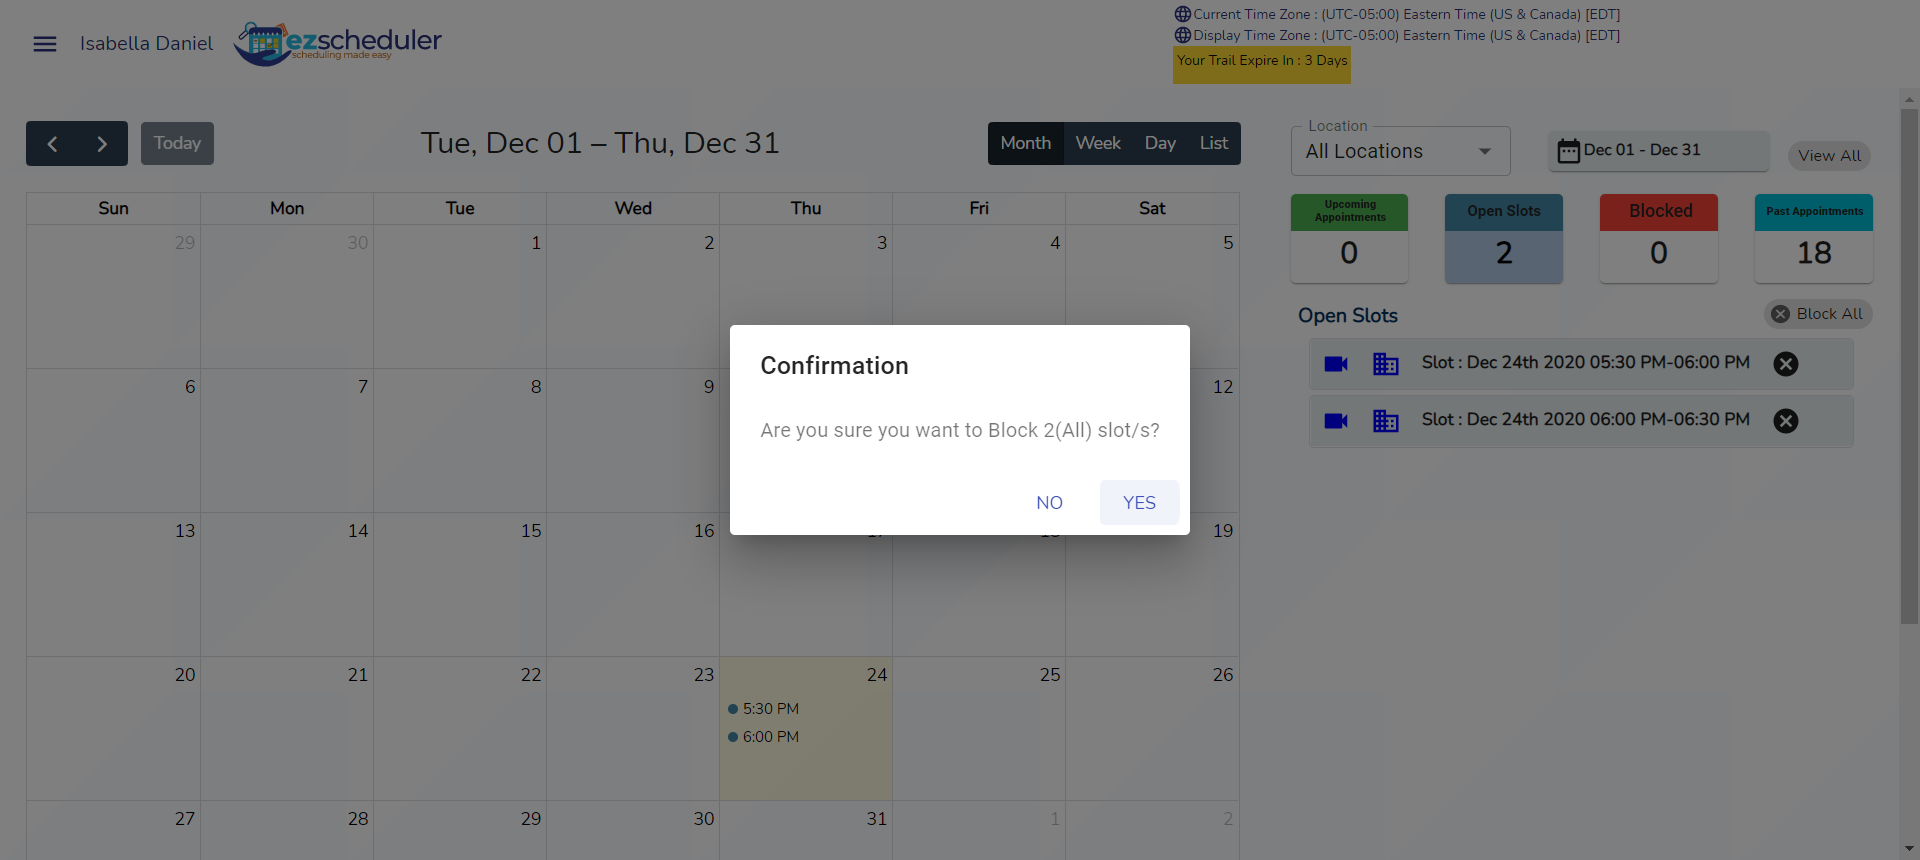 Isabella Daniel
ezscheduler
scheduling made easy
Current Time Zone : (UTC-05:00) Eastern Time (US & Canada) [EDT]
Display Time Zone : (UTC-05:00) Eastern Time (US & Canada) [EDT]
Your Trail Expire In : 3 Days
Today
Tue, Dec 01 – Thu, Dec 31
Month Week Day List
Location
All Locations
Dec 01 - Dec 31
View All
Sun Mon Tue Wed Thu Fri Sat
29 30 1 2 3 4 5
6 7 8 9 12
13 14 15 16 19
20 21 22 23 24 25 26
5:30 PM
6:00 PM
27 28 29 30 31 1 2
Upcoming Appointments
0
Open Slots
2
Blocked
0
Past Appointments
18
Open Slots
Block All
Slot : Dec 24th 2020 05:30 PM-06:00 PM
Slot : Dec 24th 2020 06:00 PM-06:30 PM
Confirmation
Are you sure you want to Block 2(All) slot/s?
NO YES